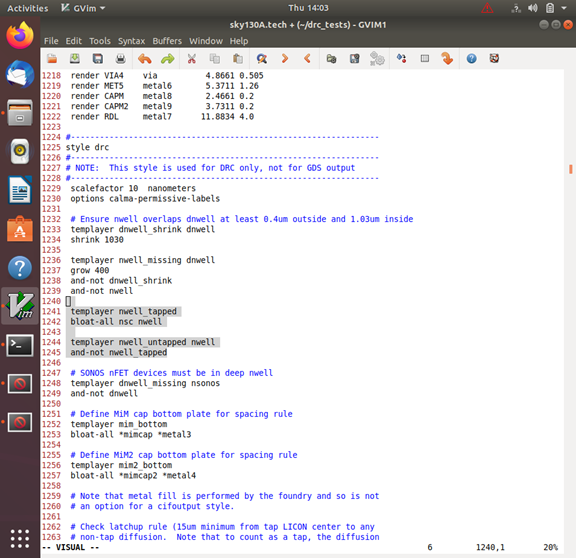 Activities GVim Thu 14:03
sky130A.tech + (~/drc_tests) - GVIM1
File Edit Tools Syntax Buffers Window Help
1218 render VIA4 via 4.8661 0.505
1219 render MET5 metal6 5.3711 1.26
1220 render CAPM metal8 2.4661 0.2
1221 render CAPM2 metal9 3.7311 0.2
1222 render RDL metal7 11.8834 4.0
1223
1224 #----------------------------------------------------------------
1225 style drc
1226 #----------------------------------------------------------------
1227 # NOTE: This style is used for DRC only, not for GDS output
1228 #----------------------------------------------------------------
1229 scalefactor 10 nanometers
1230 options calma-permissive-labels
1231
1232 # Ensure nwell overlaps dnwell at least 0.4um outside and 1.03um inside
1233 templayer dnwell_shrink dnwell
1234 shrink 1030
1235
1236 templayer nwell_missing dnwell
1237 grow 400
1238 and-not dnwell_shrink
1239 and-not nwell
1240
1241 templayer nwell_tapped
1242 bloat-all nsc nwell
1243
1244 templayer nwell_untapped nwell
1245 and-not nwell_tapped
1246
1247 # SONOS nFET devices must be in deep nwell
1248 templayer dnwell_missing nsonos
1249 and-not dnwell
1250
1251 # Define MiM cap bottom plate for spacing rule
1252 templayer mim_bottom
1253 bloat-all *mimcap *metal3
1254
1255 # Define MiM2 cap bottom plate for spacing rule
1256 templayer mim2_bottom
1257 bloat-all *mimcap2 *metal4
1258
1259 # Note that metal fill is performed by the foundry and so is not
1260 # an option for a cifoutput style.
1261
1262 # Check latchup rule (15um minimum from tap LICON center to any
1263 # non-tap diffusion. Note that to count as a tap, the diffusion
-- VISUAL -- 6 1240,1 20%